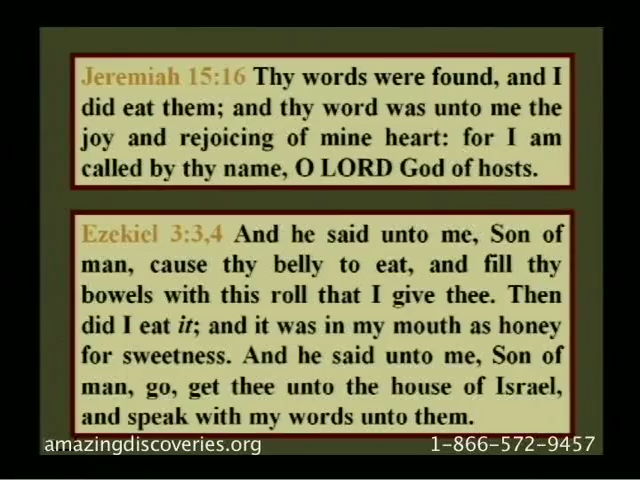 Jeremiah 15:16 Thy words were found, and I
did eat them; and thy word was unto me the
joy and rejoicing of mine heart: for I am
called by thy name, O LORD God of hosts.
Ezekiel 3:3,4 And he said unto me, Son of
man, cause thy belly to eat, and fill thy
bowels with this roll that I give thee. Then
did I eat it; and it was in my mouth as honey
for sweetness. And he said unto me, Son of
man, go, get thee unto the house of Israel,
and speak with my words unto them.
amazingdiscoveries.org 1-866-572-9457